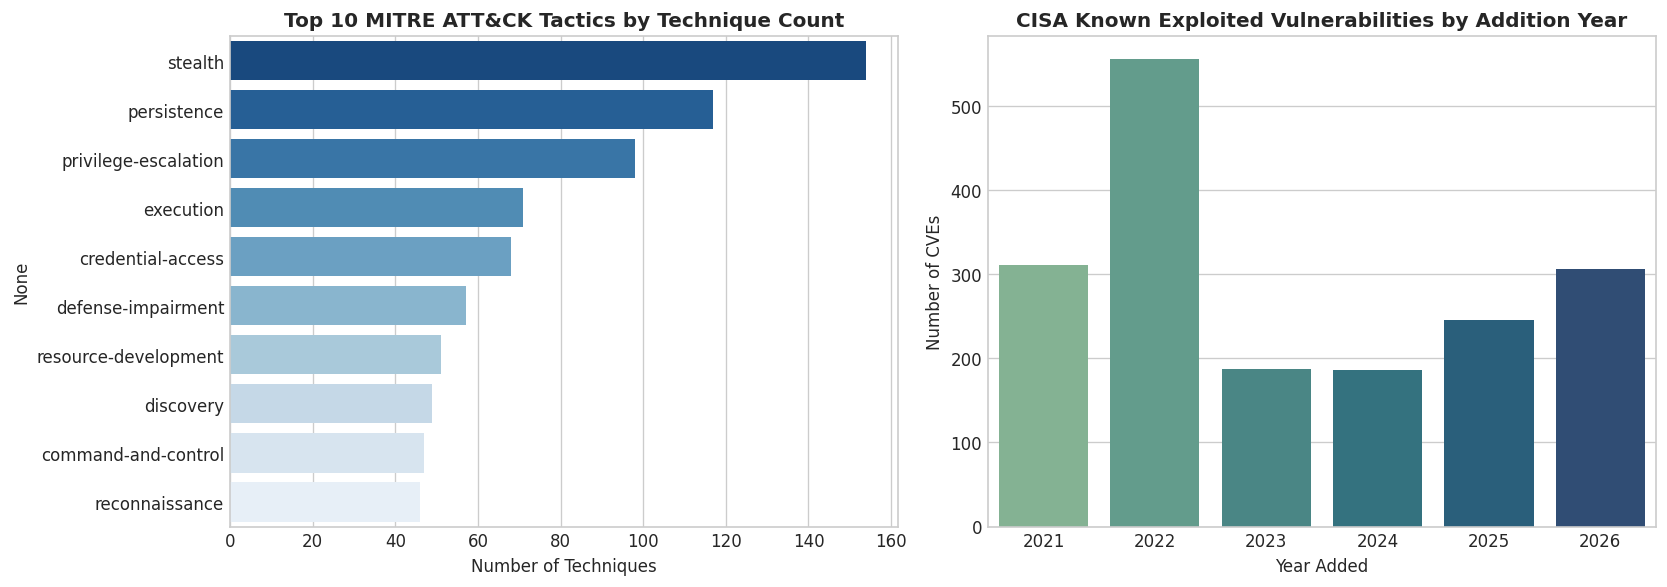 Top 10 MITRE ATT&CK Tactics by Technique Count
None
stealth
persistence
privilege-escalation
execution
credential-access
defense-impairment
resource-development
discovery
command-and-control
reconnaissance
0 20 40 60 80 100 120 140 160
Number of Techniques
CISA Known Exploited Vulnerabilities by Addition Year
Number of CVEs
500
400
300
200
100
0
2021 2022 2023 2024 2025 2026
Year Added